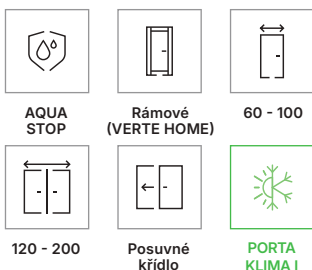 AQUA
STOP
Rámové
(VERTE HOME)
60 - 100
120 - 200
Posuvné
křídlo
PORTA
KLIMA I